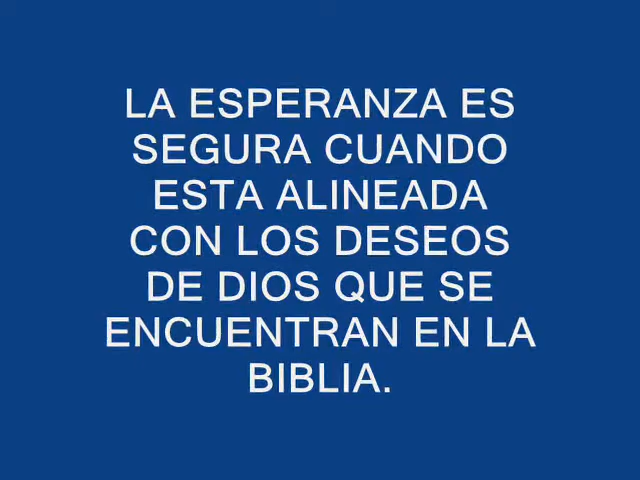 LA ESPERANZA ES
SEGURA CUANDO
ESTA ALINEADA
CON LOS DESEOS
DE DIOS QUE SE
ENCUENTRAN EN LA
BIBLIA.